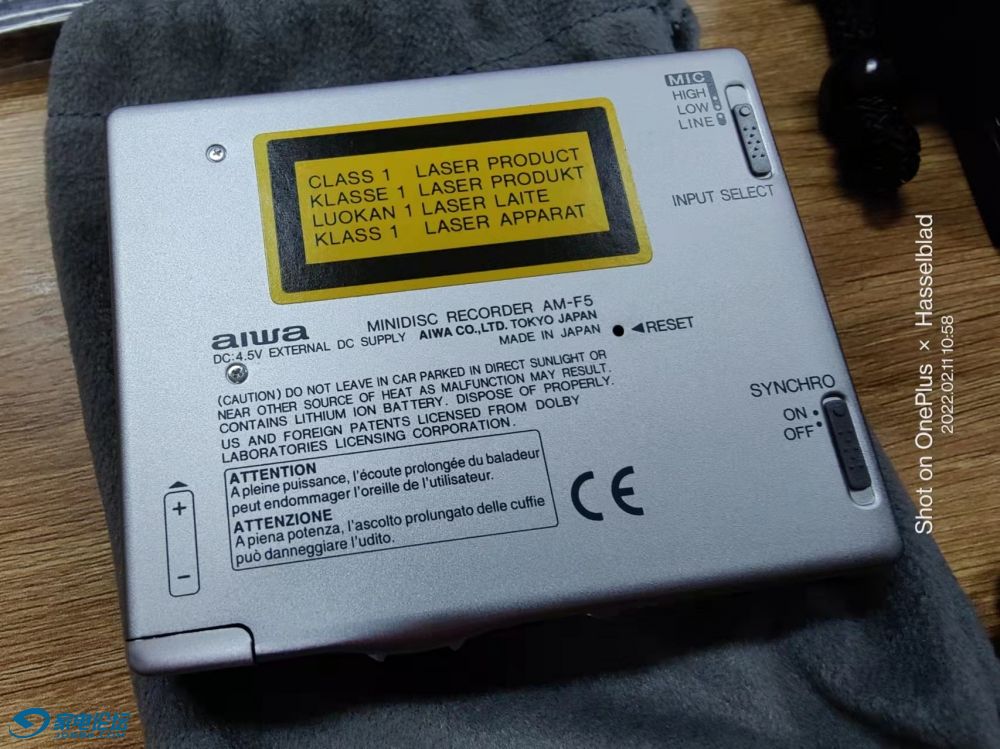 MIC
HIGH
LOW
LINE
INPUT SELECT
CLASS 1 LASER PRODUCT
KLASSE 1 LASER PRODUKT
LUOKAN 1 LASER LAITE
KLASS 1 LASER APPARAT
aiwa MINIDISC RECORDER AM-F5
DC:4.5V EXTERNAL DC SUPPLY AIWA CO.,LTD. TOKYO JAPAN
MADE IN JAPAN
◀RESET
(CAUTION) DO NOT LEAVE IN CAR PARKED IN DIRECT SUNLIGHT OR
NEAR OTHER SOURCE OF HEAT AS MALFUNCTION MAY RESULT.
CONTAINS LITHIUM ION BATTERY. DISPOSE OF PROPERLY.
US AND FOREIGN PATENTS LICENSED FROM DOLBY
LABORATORIES LICENSING CORPORATION.
SYNCHRO
ON
OFF
ATTENTION
A pleine puissance, l'écoute prolongée du baladeur
peut endommager l'oreille de l'utilisateur.
ATTENZIONE
A piena potenza, l'ascolto prolungato delle cuffie
può danneggiare l'udito.
CE
+
−
Shot on OnePlus × Hasselblad
2022.02.11 10:58
家电论坛